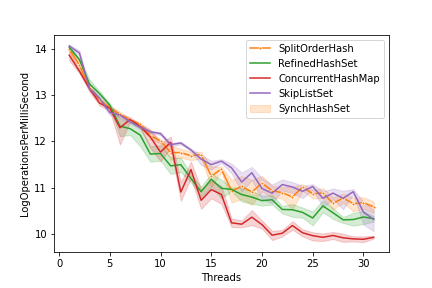 14
13
12
11
10
LogOperationsPerMilliSecond
0
5
10
15
20
25
30
Threads
SplitOrderHash
RefinedHashSet
ConcurrentHashMap
SkipListSet
SynchHashSet